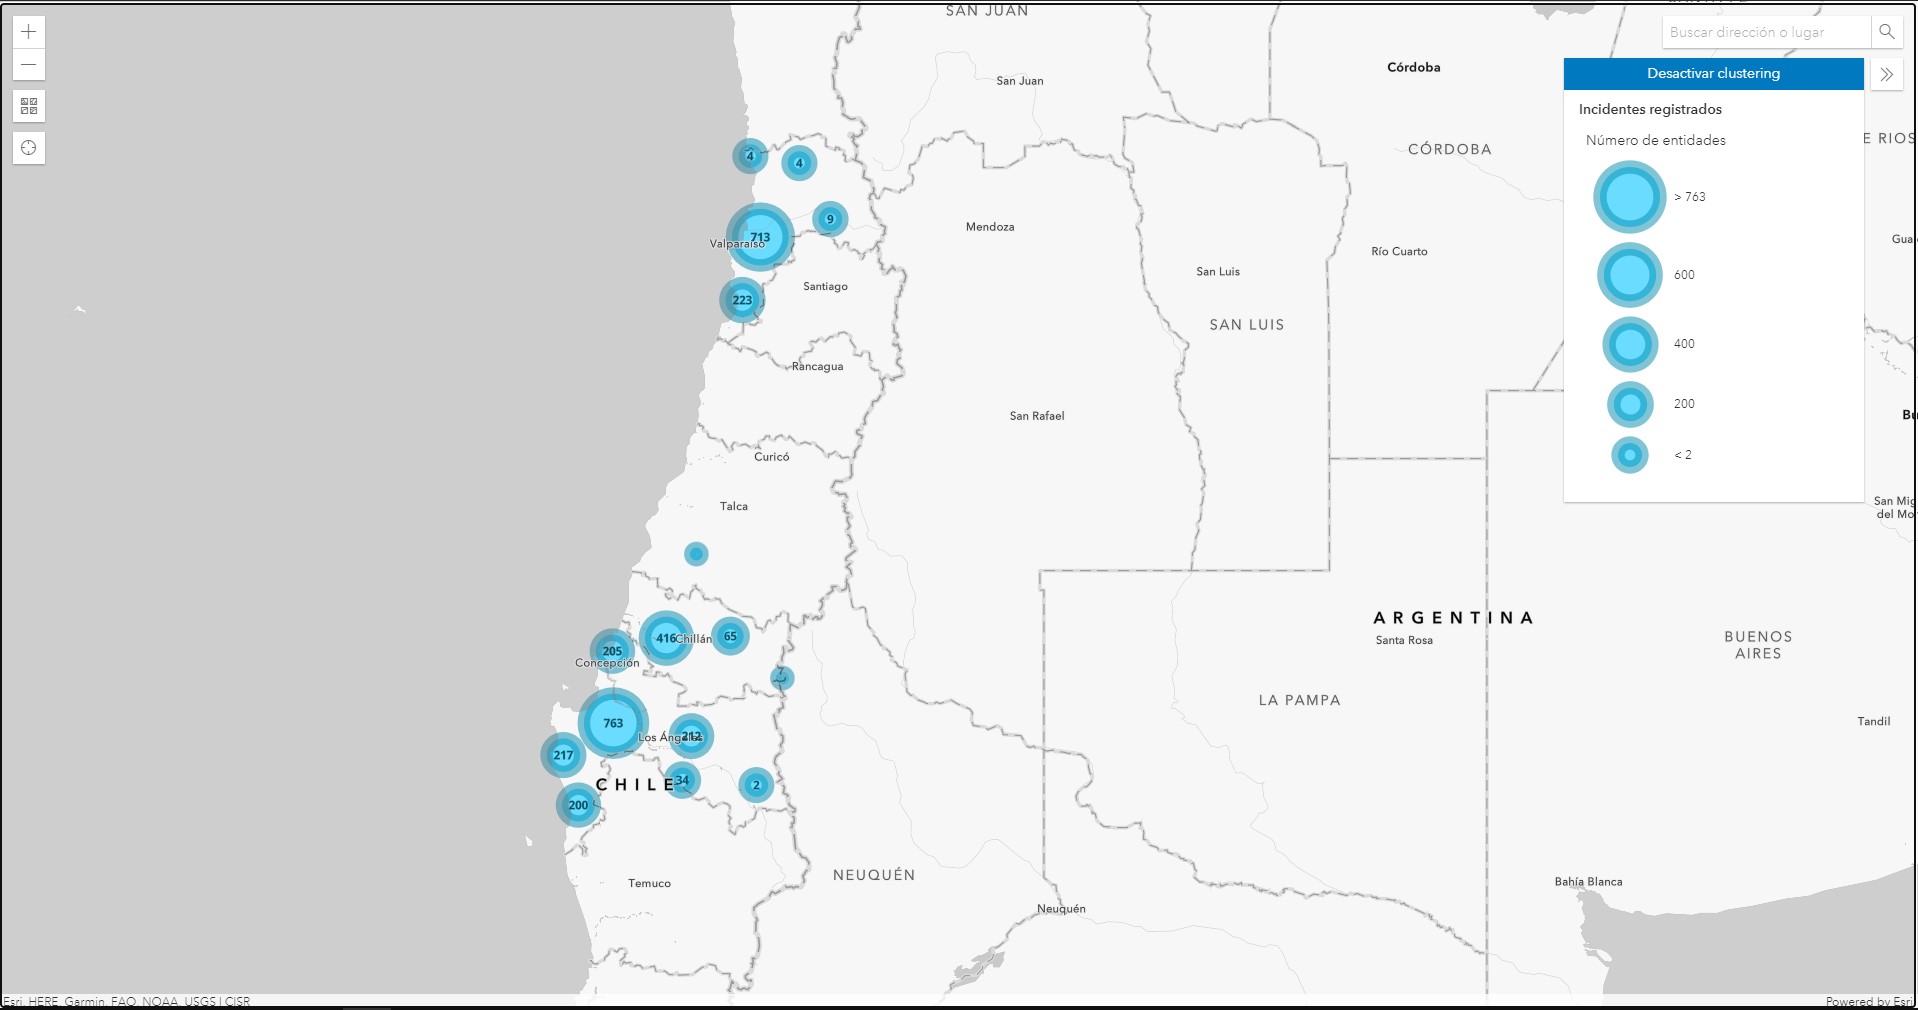 SAN JUAN
Buscar dirección o lugar
Córdoba
Desactivar clustering
San Juan
Incidentes registrados
Número de entidades
E RIOS
CÓRDOBA
4
4
> 763
9
Mendoza
713
Valparaíso
Río Cuarto
Gua
San Luis
600
Santiago
223
SAN LUIS
400
Rancagua
200
San Rafael
Bu
Curicó
< 2
Talca
San Mig
del Mo
ARGENTINA
Santa Rosa
416
Chillán
65
205
Concepción
BUENOS
AIRES
7
LA PAMPA
763
Los Ángeles
212
Tandil
217
CHILE
34
2
200
Temuco
NEUQUÉN
Bahía Blanca
Neuquén
Esri, HERE, Garmin, FAO, NOAA, USGS | CISR
Powered by Esri